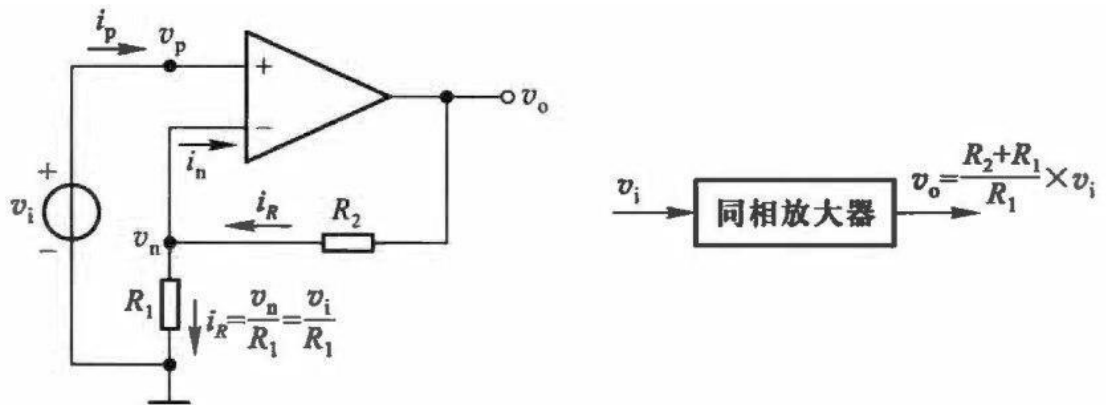 i_p
v_p
+
−
v_o
i_n
+
v_i
−
i_R
R_2
v_n
R_1
i_R=v_n/R_1=v_i/R_1
v_i
同相放大器
v_o=(R_2+R_1)/R_1×v_i